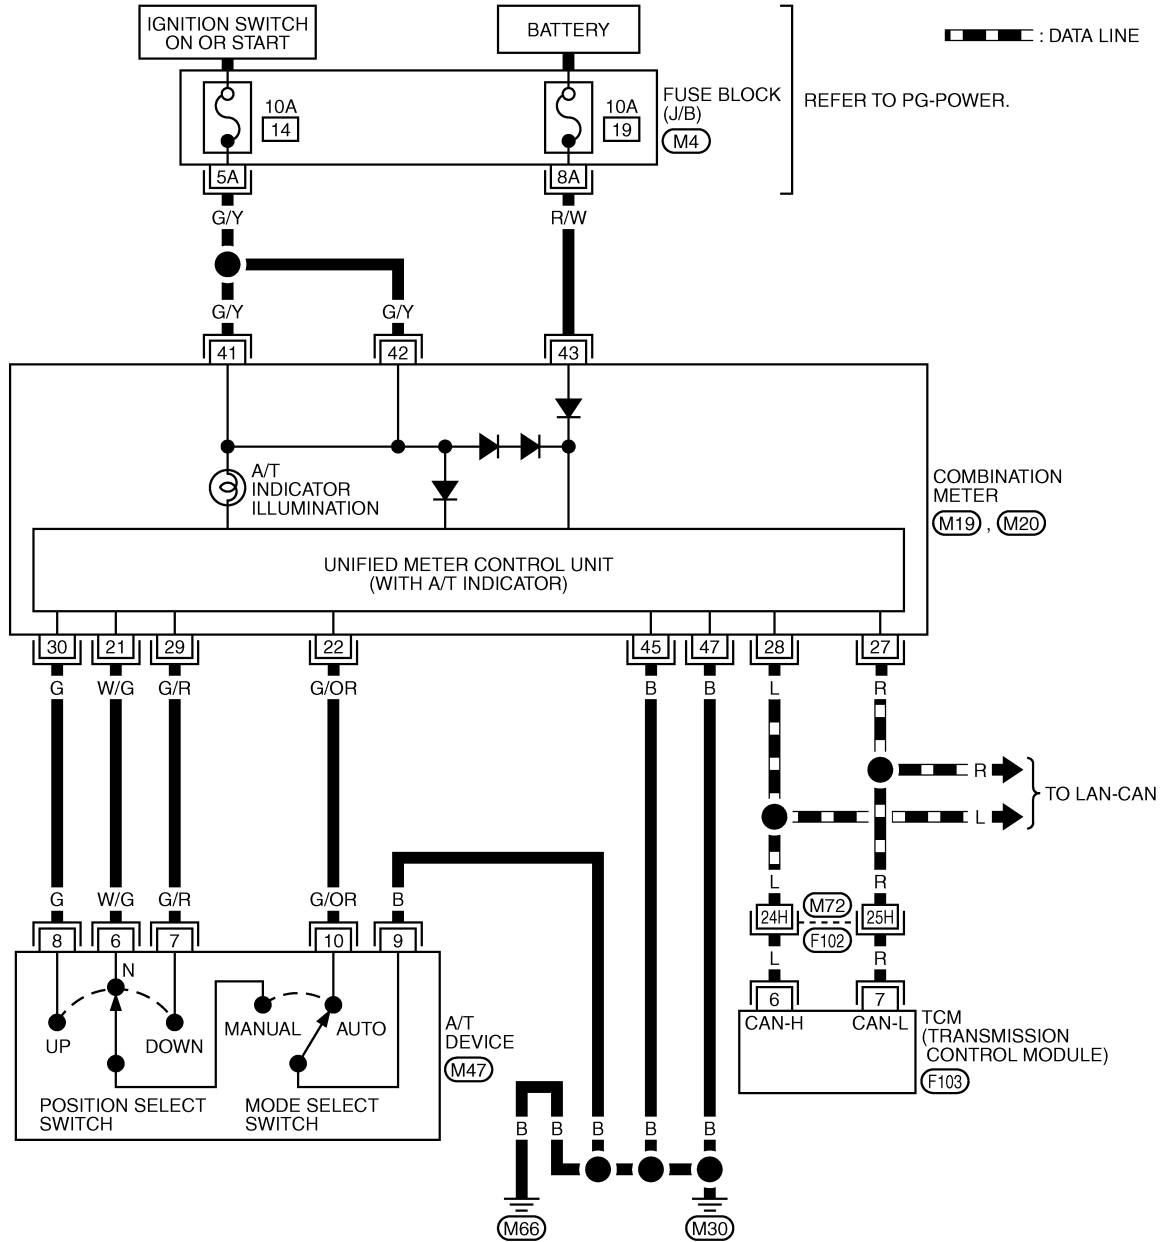 IGNITION SWITCH
ON OR START
BATTERY
: DATA LINE
10A
14
10A
19
FUSE BLOCK
(J/B)
M4
REFER TO PG-POWER.
5A
8A
G/Y
R/W
G/Y
G/Y
41
42
43
A/T
INDICATOR
ILLUMINATION
COMBINATION
METER
M19 , M20
UNIFIED METER CONTROL UNIT
(WITH A/T INDICATOR)
30
21
29
22
45
47
28
27
G
W/G
G/R
G/OR
B
B
L
R
R
L
TO LAN-CAN
G
W/G
G/R
G/OR
B
L
R
8
6
7
10
9
24H
M72
F102
25H
L
R
6
7
CAN-H
CAN-L
TCM
(TRANSMISSION
CONTROL MODULE)
F103
N
UP
DOWN
MANUAL
AUTO
A/T
DEVICE
M47
POSITION SELECT
SWITCH
MODE SELECT
SWITCH
B
B
B
B
B
M66
M30